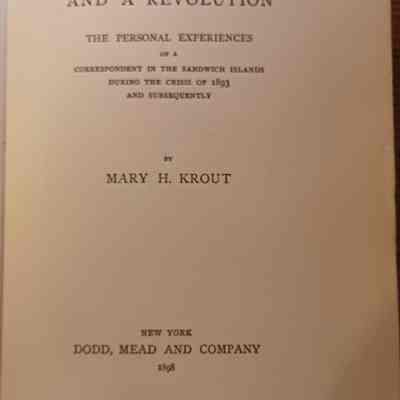 AND A REVOLUTION
THE PERSONAL EXPERIENCES
OF A
CORRESPONDENT IN THE SANDWICH ISLANDS
DURING THE CRISIS OF 1893
AND SUBSEQUENTLY
BY
MARY H. KROUT
NEW YORK
DODD, MEAD AND COMPANY
1898